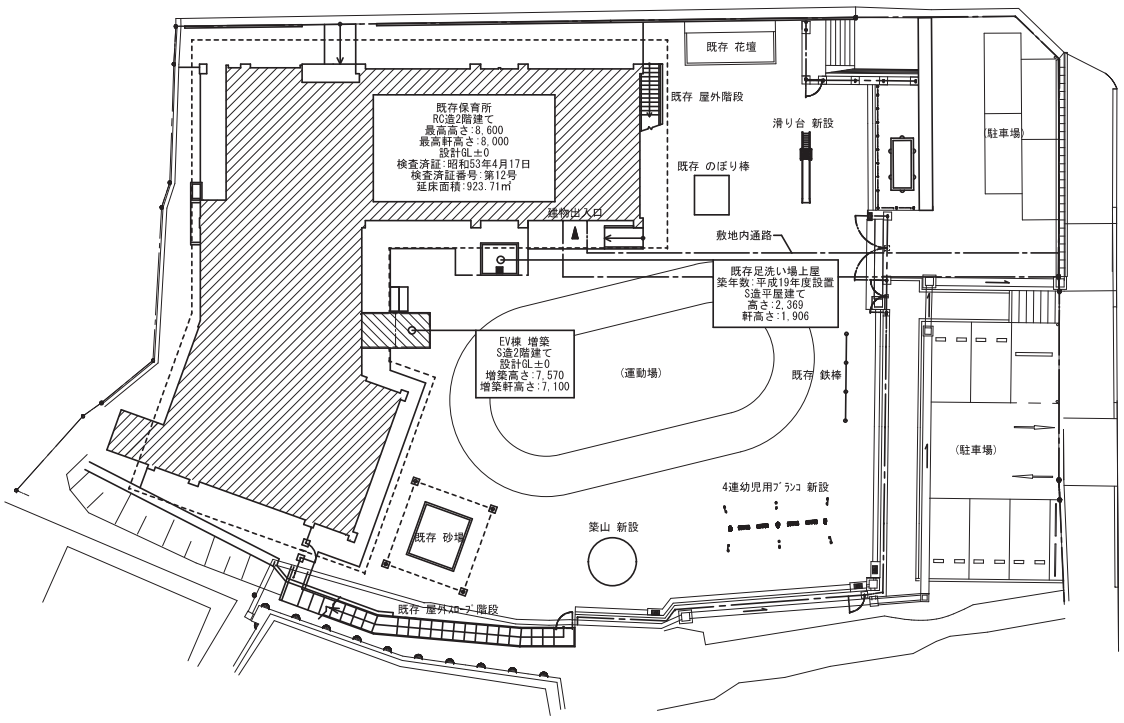 既存 花壇
既存 屋外階段
既存保育所
RC造2階建て
最高高さ:8,600
最高軒高さ:8,000
設計GL±0
検査済証:昭和53年4月17日
検査済証番号:第12号
延床面積:923.71㎡
滑り台 新設
(駐車場)
既存 のぼり棒
建物出入口
敷地内通路
既存足洗い場上屋
築年数:平成19年度設置
S造平屋建て
高さ:2,369
軒高さ:1,906
EV棟 増築
S造2階建て
設計GL±0
増築高さ:7,570
増築軒高さ:7,100
(運動場)
既存 鉄棒
(駐車場)
4連幼児用ブランコ 新設
築山 新設
既存 砂場
既存 屋外スロープ階段